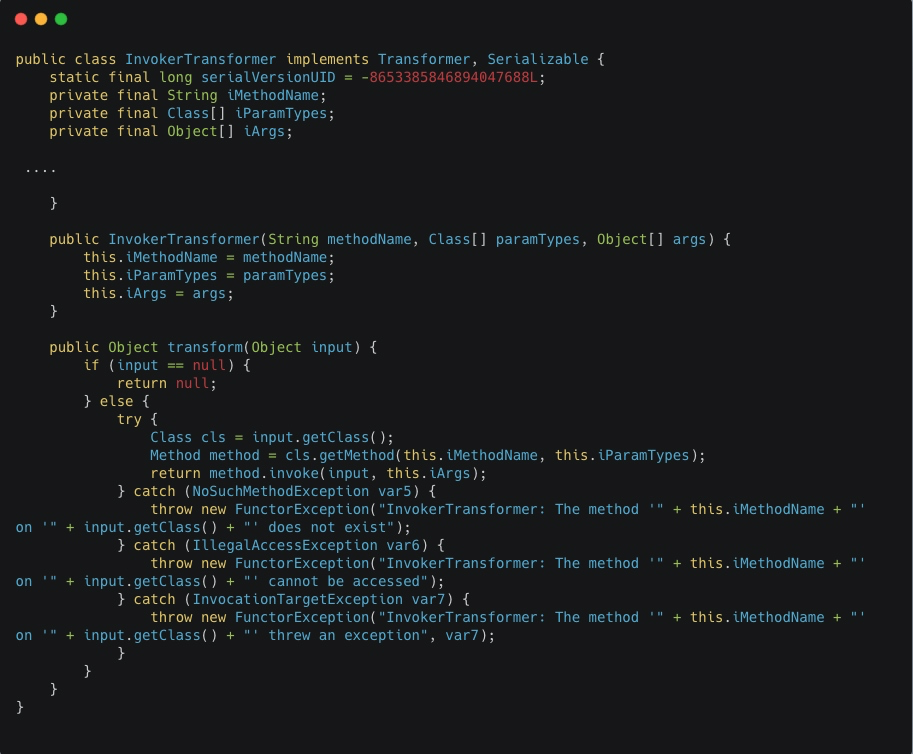 public class InvokerTransformer implements Transformer, Serializable {
    static final long serialVersionUID = -8653385846894047688L;
    private final String iMethodName;
    private final Class[] iParamTypes;
    private final Object[] iArgs;
 ....
    }
    public InvokerTransformer(String methodName, Class[] paramTypes, Object[] args) {
        this.iMethodName = methodName;
        this.iParamTypes = paramTypes;
        this.iArgs = args;
    }
    public Object transform(Object input) {
        if (input == null) {
            return null;
        } else {
            try {
                Class cls = input.getClass();
                Method method = cls.getMethod(this.iMethodName, this.iParamTypes);
                return method.invoke(input, this.iArgs);
            } catch (NoSuchMethodException var5) {
                throw new FunctorException("InvokerTransformer: The method '" + this.iMethodName + "'
on '" + input.getClass() + "' does not exist");
            } catch (IllegalAccessException var6) {
                throw new FunctorException("InvokerTransformer: The method '" + this.iMethodName + "'
on '" + input.getClass() + "' cannot be accessed");
            } catch (InvocationTargetException var7) {
                throw new FunctorException("InvokerTransformer: The method '" + this.iMethodName + "'
on '" + input.getClass() + "' threw an exception", var7);
            }
        }
    }
}